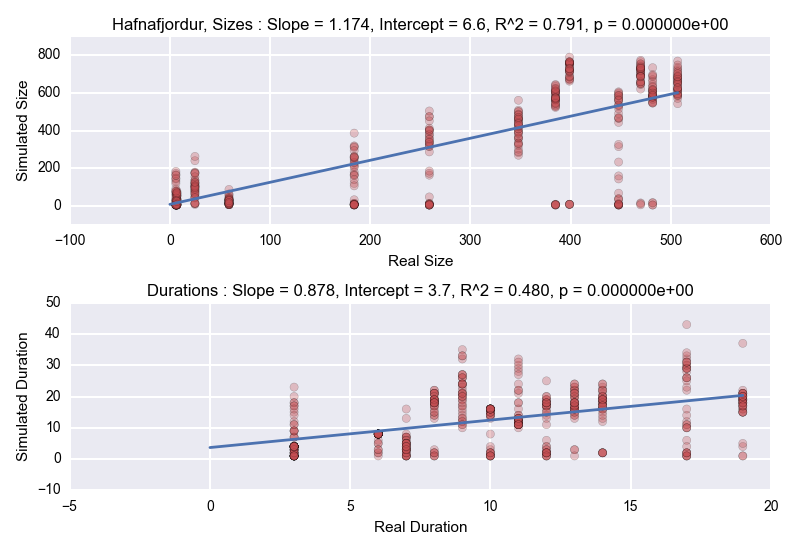 Hafnafjordur, Sizes : Slope = 1.174, Intercept = 6.6, R^2 = 0.791, p = 0.000000e+00
800
600
400
200
0
Simulated Size
−100 0 100 200 300 400 500 600
Real Size
Durations : Slope = 0.878, Intercept = 3.7, R^2 = 0.480, p = 0.000000e+00
50
40
30
20
10
0
−10
Simulated Duration
−5 0 5 10 15 20
Real Duration